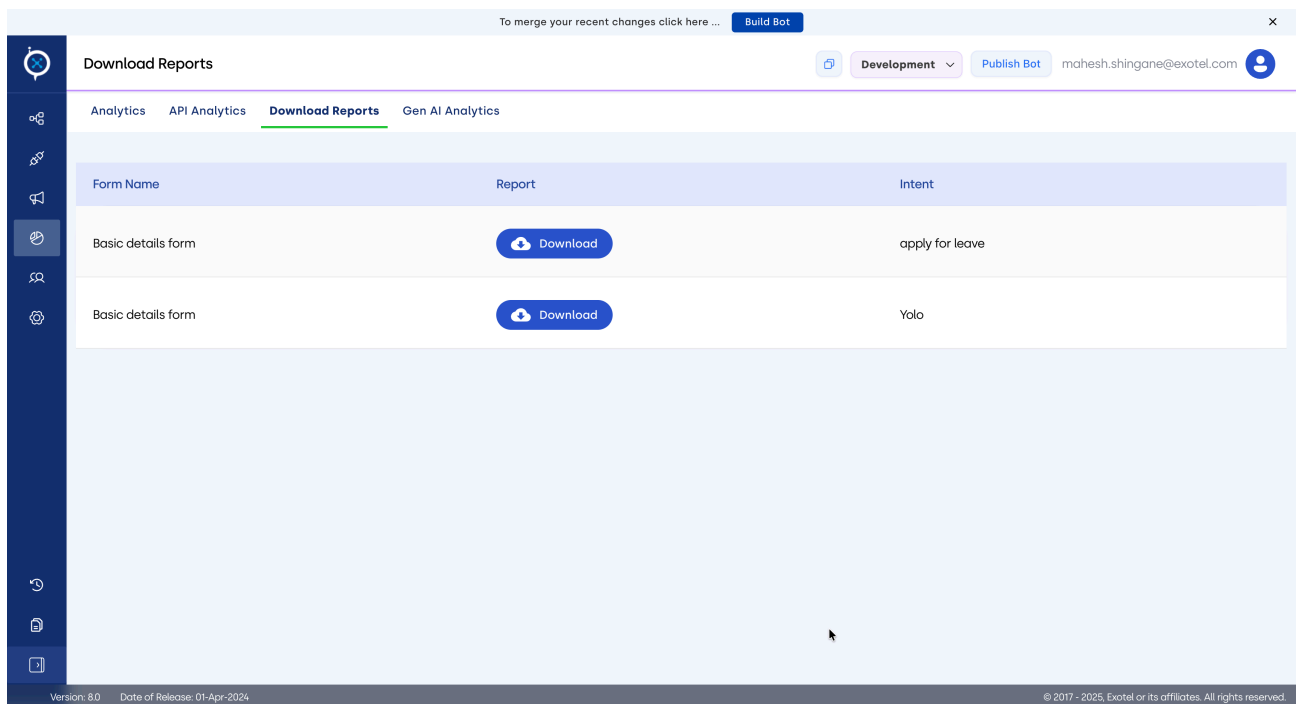 To merge your recent changes click here ... Build Bot
Download Reports Development Publish Bot mahesh.shingane@exotel.com
Analytics API Analytics Download Reports Gen AI Analytics
Form Name Report Intent
Basic details form Download apply for leave
Basic details form Download Yolo
Version: 8.0 Date of Release: 01-Apr-2024 © 2017 - 2025, Exotel or its affiliates. All rights reserved.